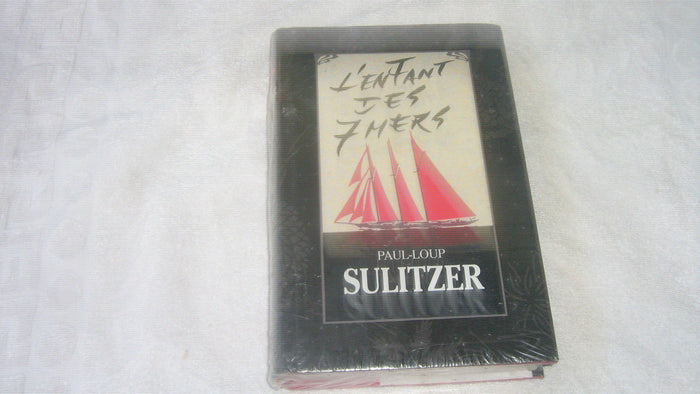 L'ENFANT
DES
7 MERS
PAUL-LOUP
SULITZER